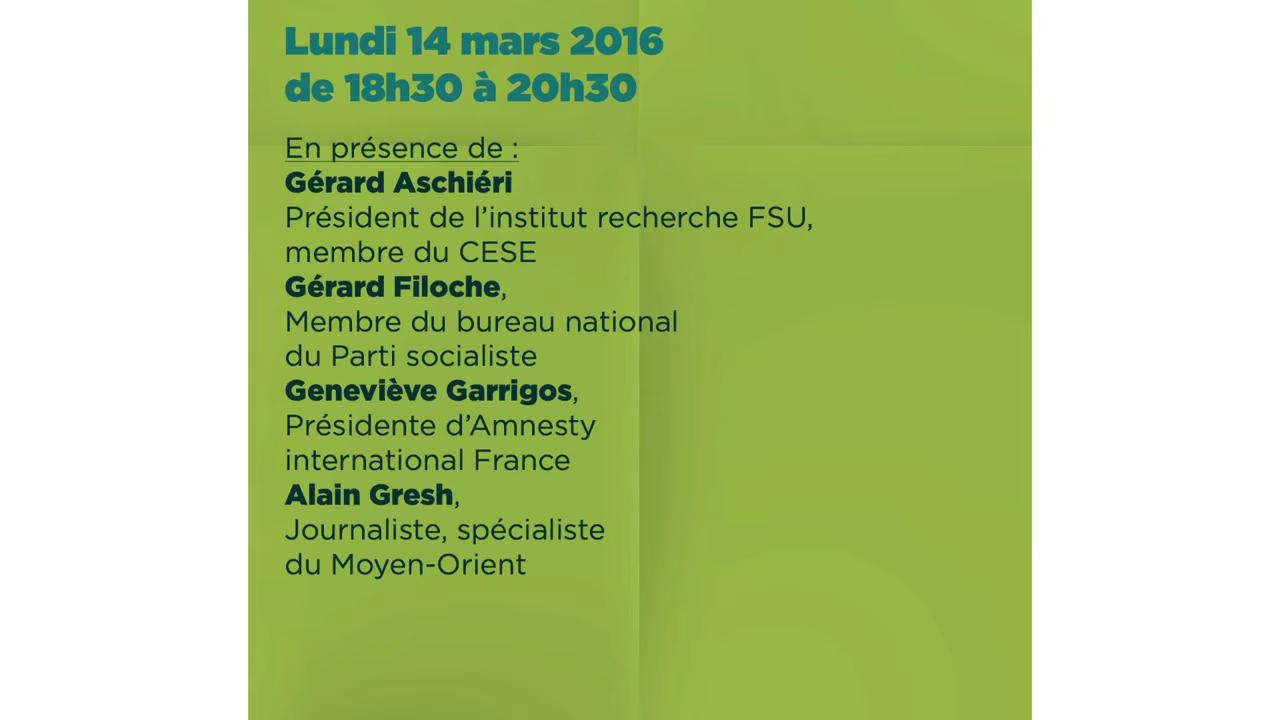 Lundi 14 mars 2016
de 18h30 à 20h30
En présence de :
Gérard Aschiéri
Président de l’institut recherche FSU,
membre du CESE
Gérard Filoche,
Membre du bureau national
du Parti socialiste
Geneviève Garrigos,
Présidente d’Amnesty
international France
Alain Gresh,
Journaliste, spécialiste
du Moyen-Orient